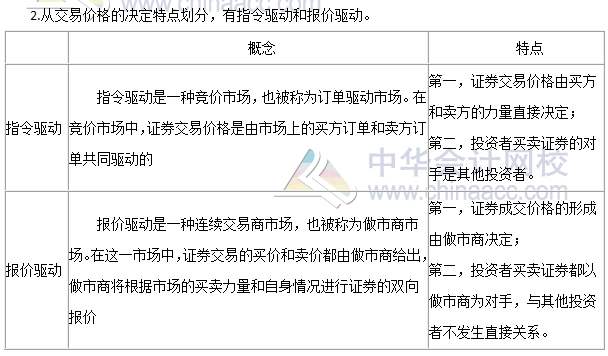 2.从交易价格的决定特点划分，有指令驱动和报价驱动。
概念
特点
指令驱动
指令驱动是一种竞价市场，也被称为订单驱动市场。在
竞价市场中，证券交易价格是由市场上的买方订单和卖方订
单共同驱动的
第一，证券交易价格由买方
和卖方的力量直接决定；
第二，投资者买卖证券的对
手是其他投资者。
报价驱动
报价驱动是一种连续交易商市场，也被称为做市商市
场。在这一市场中，证券交易的买价和卖价都由做市商给出，
做市商将根据市场的买卖力量和自身情况进行证券的双向
报价
第一，证券成交价格的形成
由做市商决定；
第二，投资者买卖证券都以
做市商为对手，与其他投资
者不发生直接关系。
中华会计网校
www.chinaacc.com